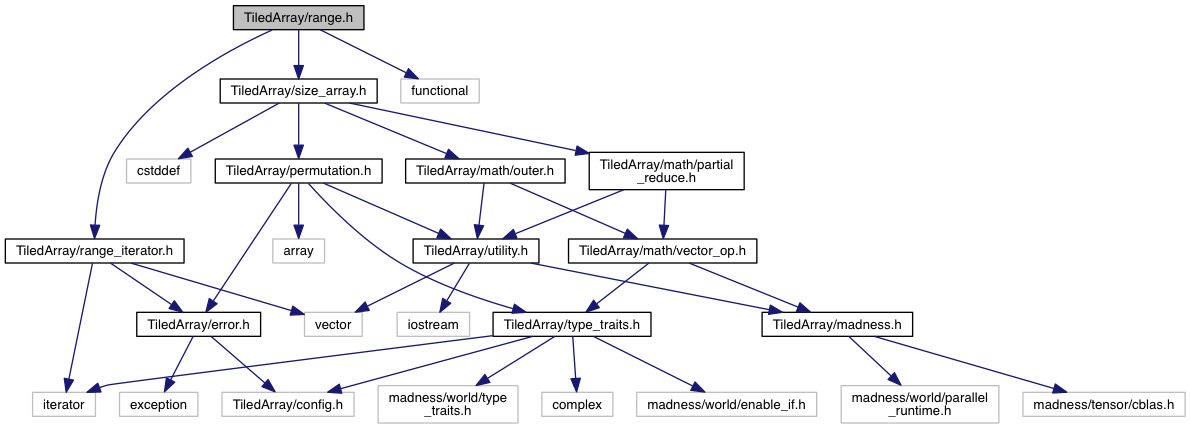 TiledArray/range.h
TiledArray/size_array.h
functional
cstddef
TiledArray/permutation.h
TiledArray/math/outer.h
TiledArray/math/partial
_reduce.h
TiledArray/range_iterator.h
array
TiledArray/utility.h
TiledArray/math/vector_op.h
TiledArray/error.h
vector
iostream
TiledArray/type_traits.h
TiledArray/madness.h
iterator
exception
TiledArray/config.h
madness/world/type
_traits.h
complex
madness/world/enable_if.h
madness/world/parallel
_runtime.h
madness/tensor/cblas.h